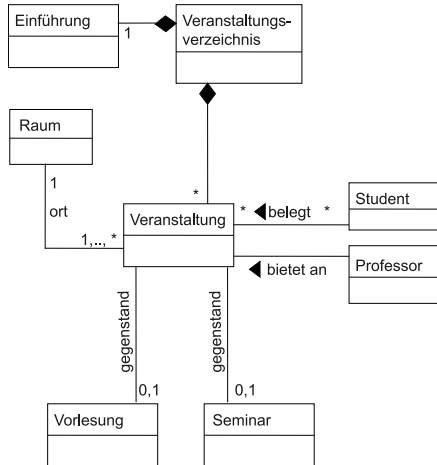 Einführung
1
Veranstaltungs-
verzeichnis
Raum
1
ort
1,.., *
*
Veranstaltung
* belegt *
Student
bietet an
Professor
gegenstand
gegenstand
0,1
0,1
Vorlesung
Seminar